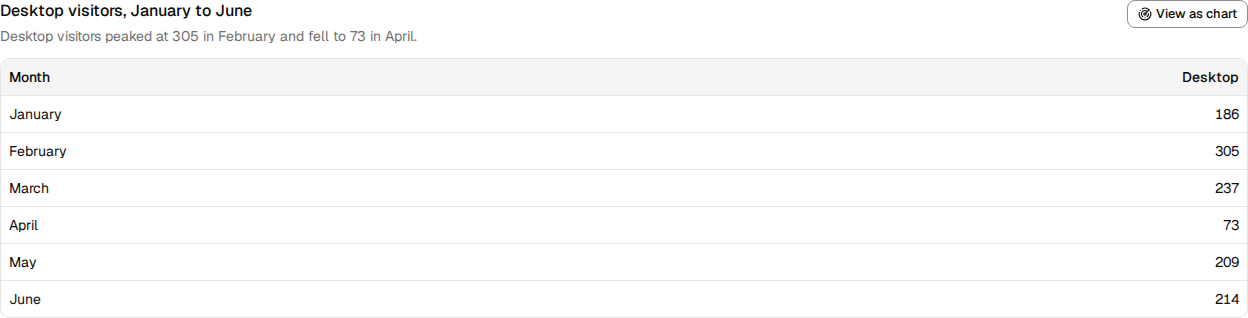 Desktop visitors, January to June
View as chart
Desktop visitors peaked at 305 in February and fell to 73 in April.
Month Desktop
January 186
February 305
March 237
April 73
May 209
June 214